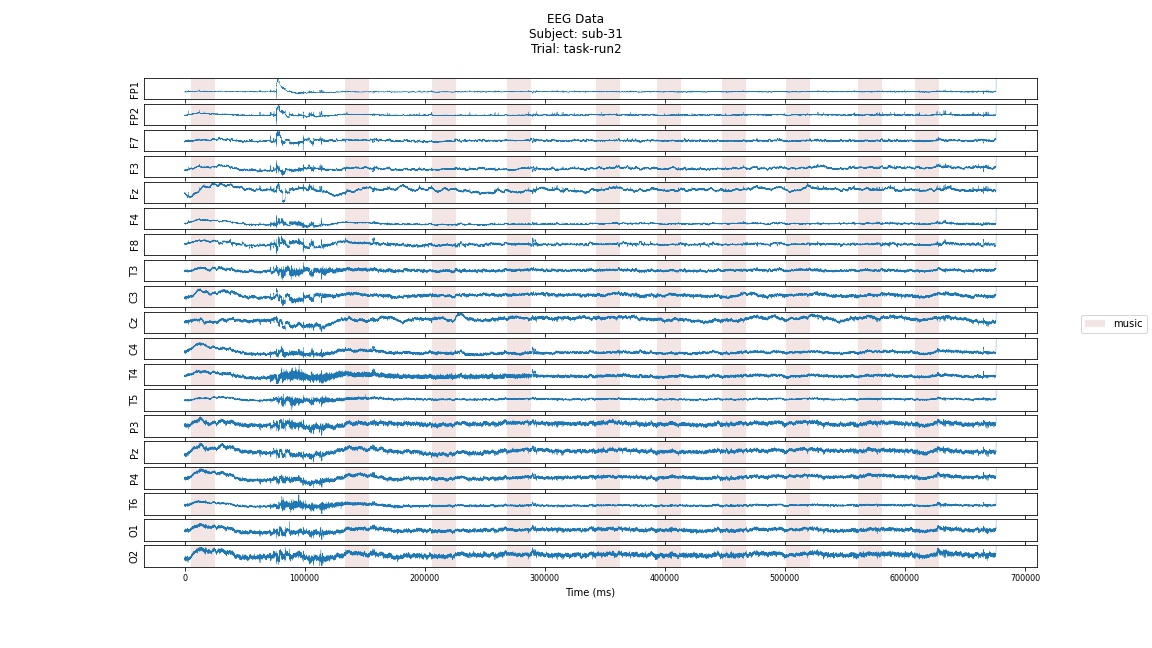 EEG Data
Subject: sub-31
Trial: task-run2
FP1
FP2
F7
F3
Fz
F4
F8
T3
C3
Cz
C4
T4
T5
P3
Pz
P4
T6
O1
O2
music
0 100000 200000 300000 400000 500000 600000 700000
Time (ms)